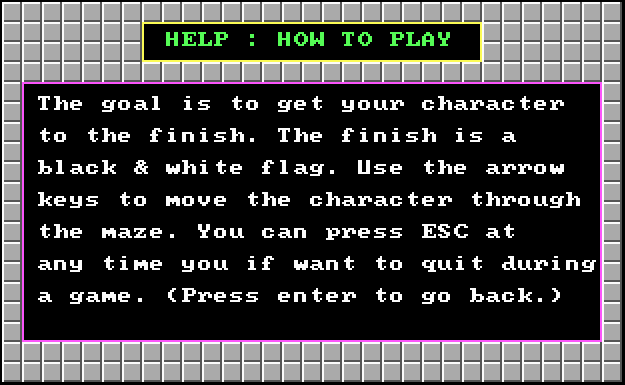 HELP : HOW TO PLAY
The goal is to get your character
to the finish. The finish is a
black & white flag. Use the arrow
keys to move the character through
the maze. You can press ESC at
any time you if want to quit during
a game. (Press enter to go back.)